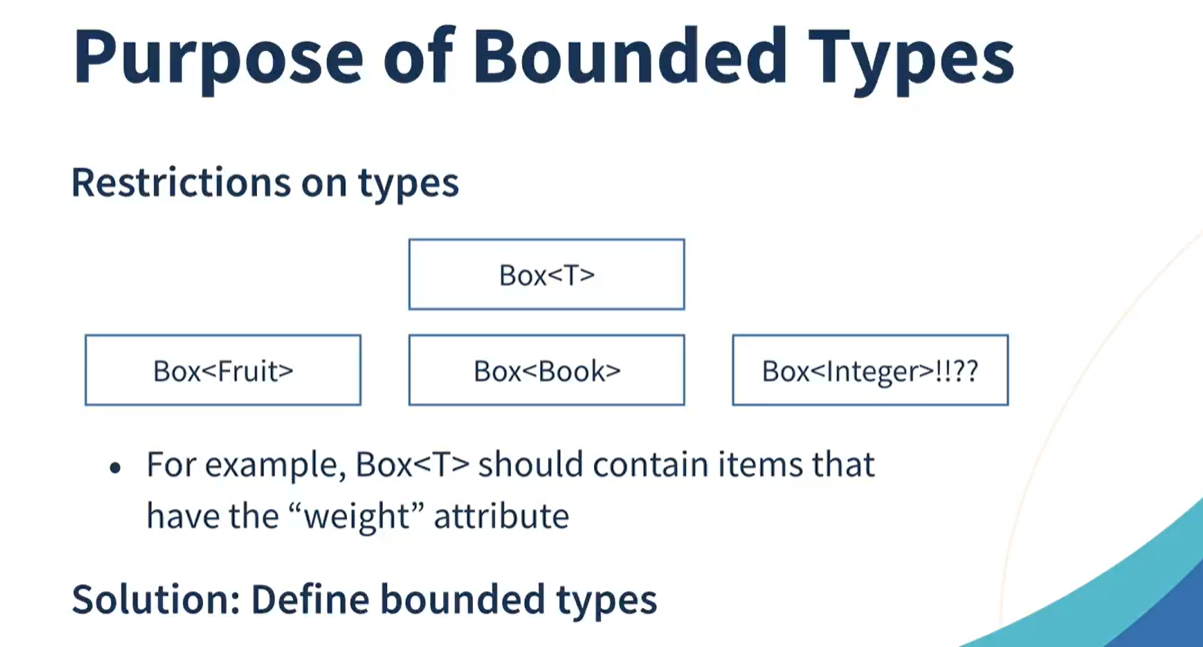 Purpose of Bounded Types
Restrictions on types
Box<T>
Box<Fruit>
Box<Book>
Box<Integer>!!??
• For example, Box<T> should contain items that
have the “weight” attribute
Solution: Define bounded types